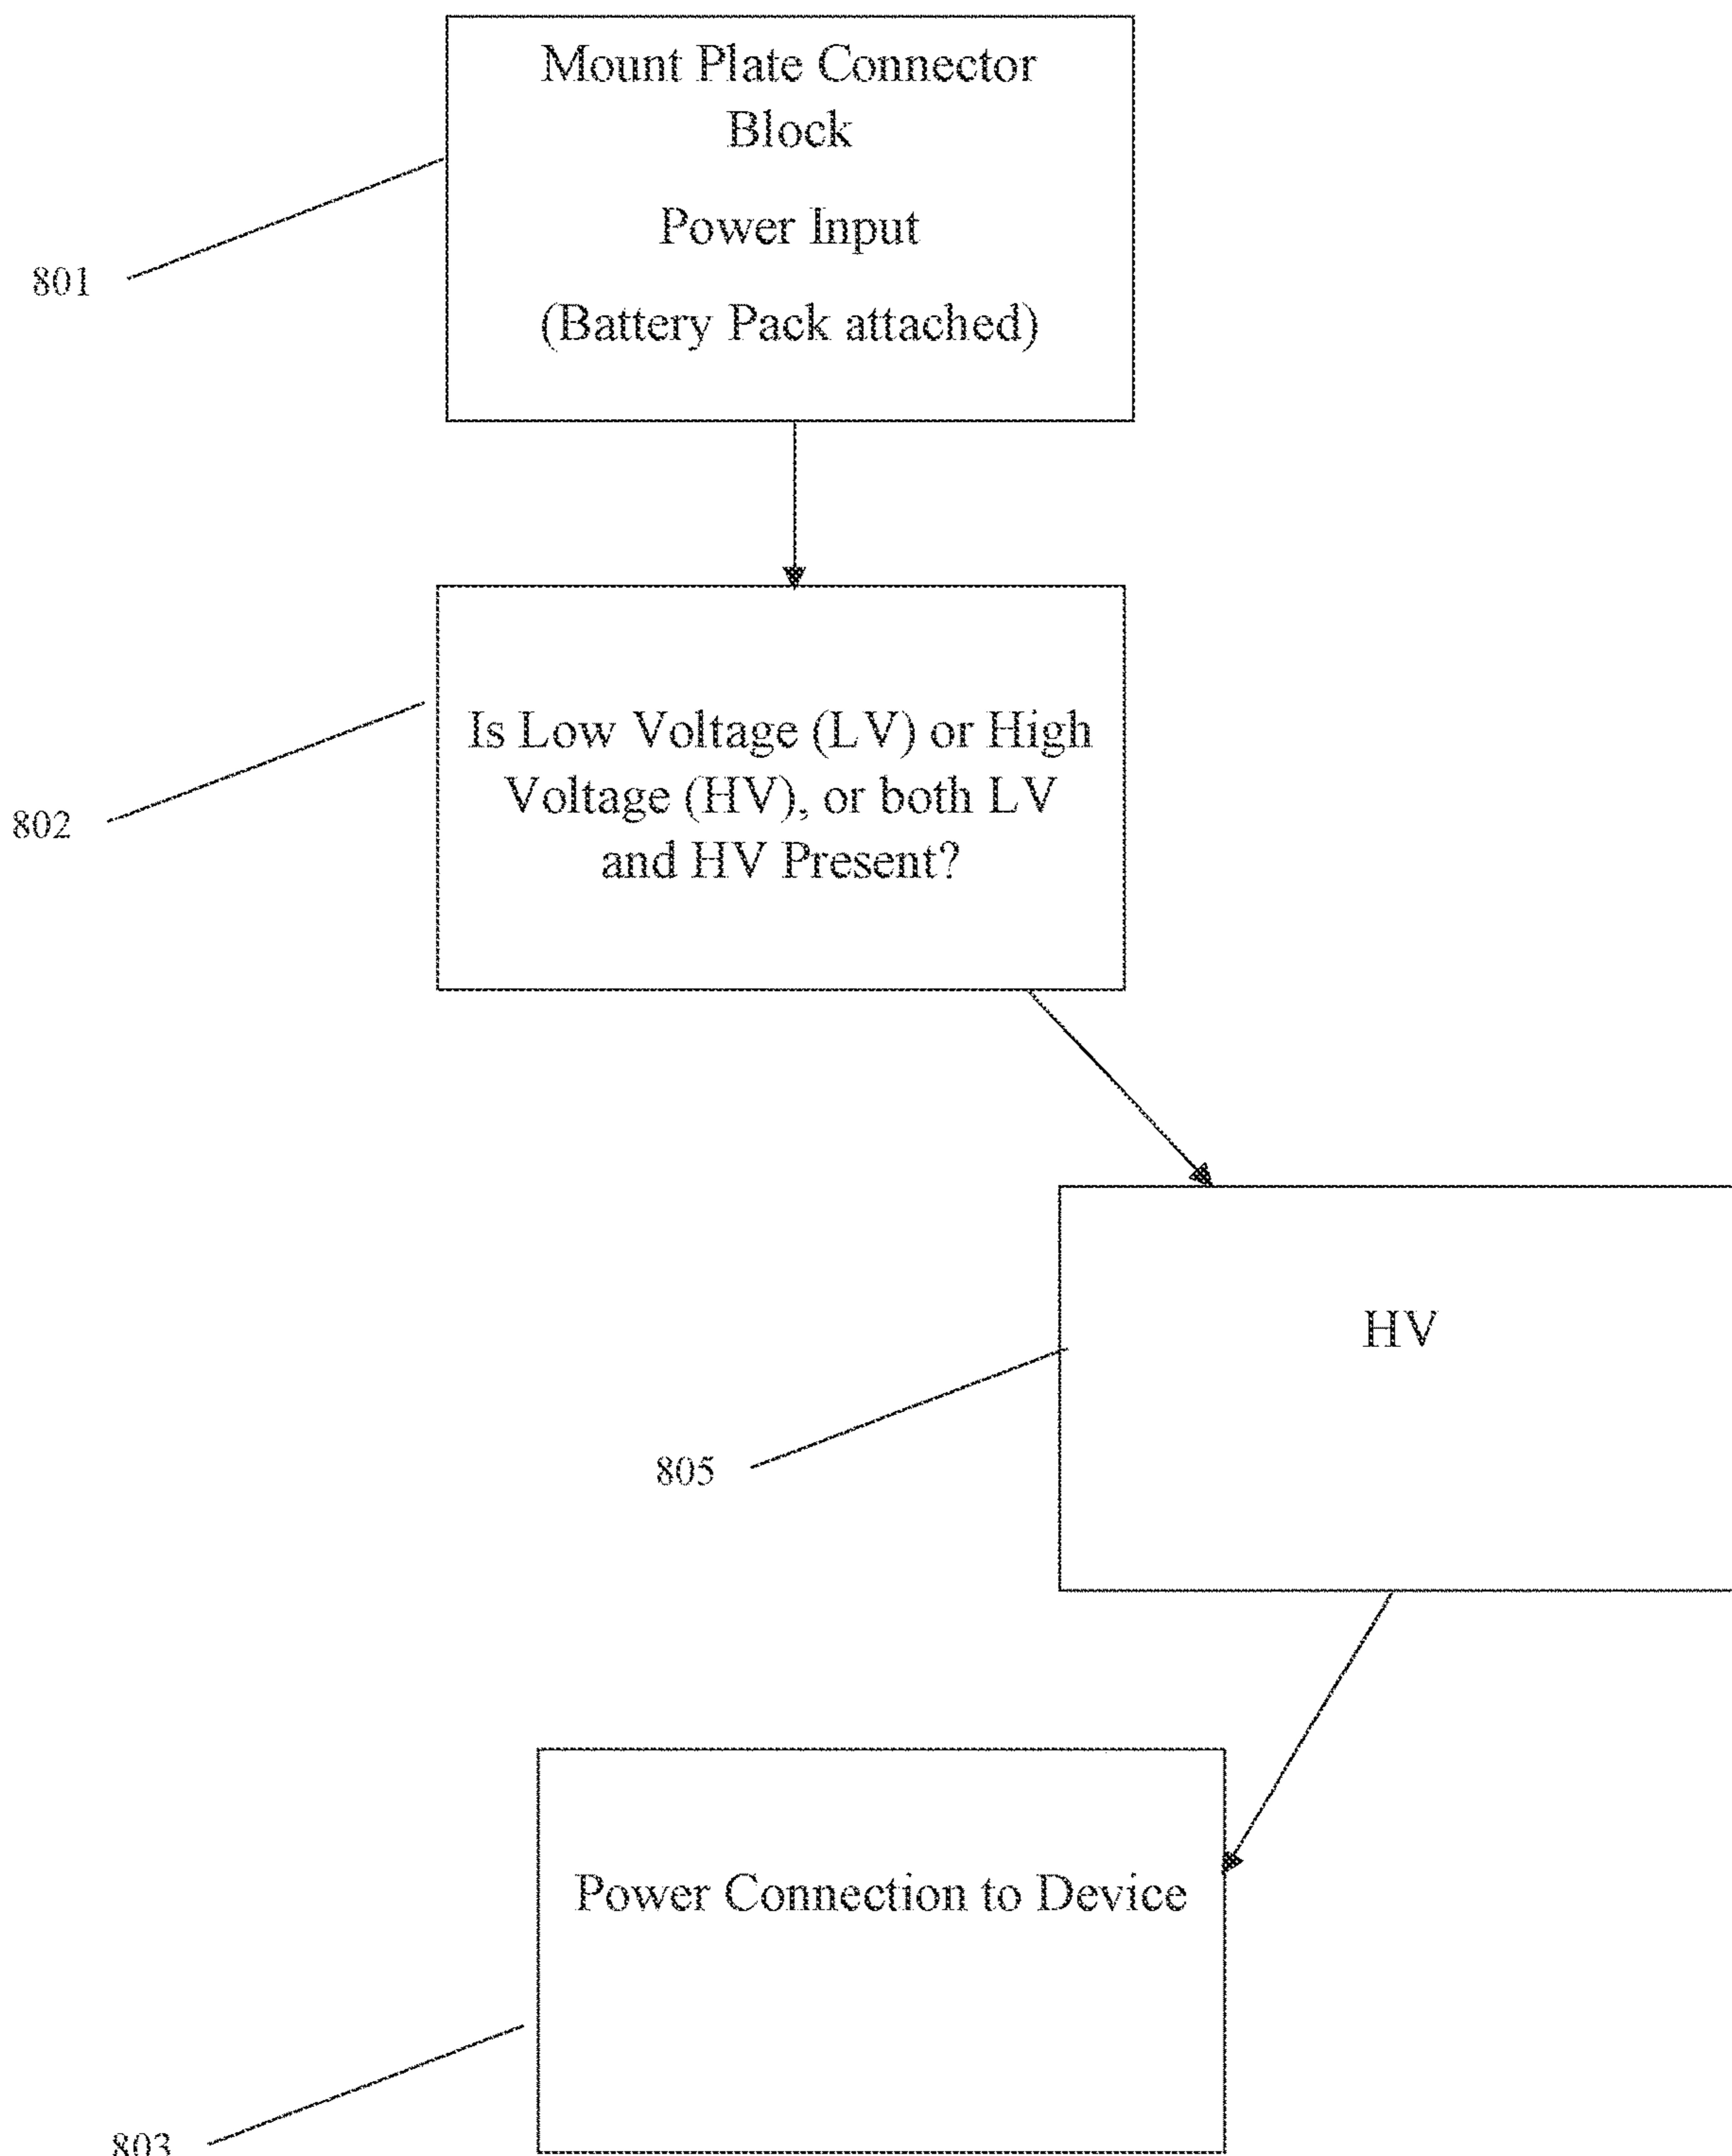 Mount Plate Connector
Block
Power Input
(Battery Pack attached)
801
Is Low Voltage (LV) or High
Voltage (HV), or both LV
and HV Present?
802
HV
805
Power Connection to Device
803